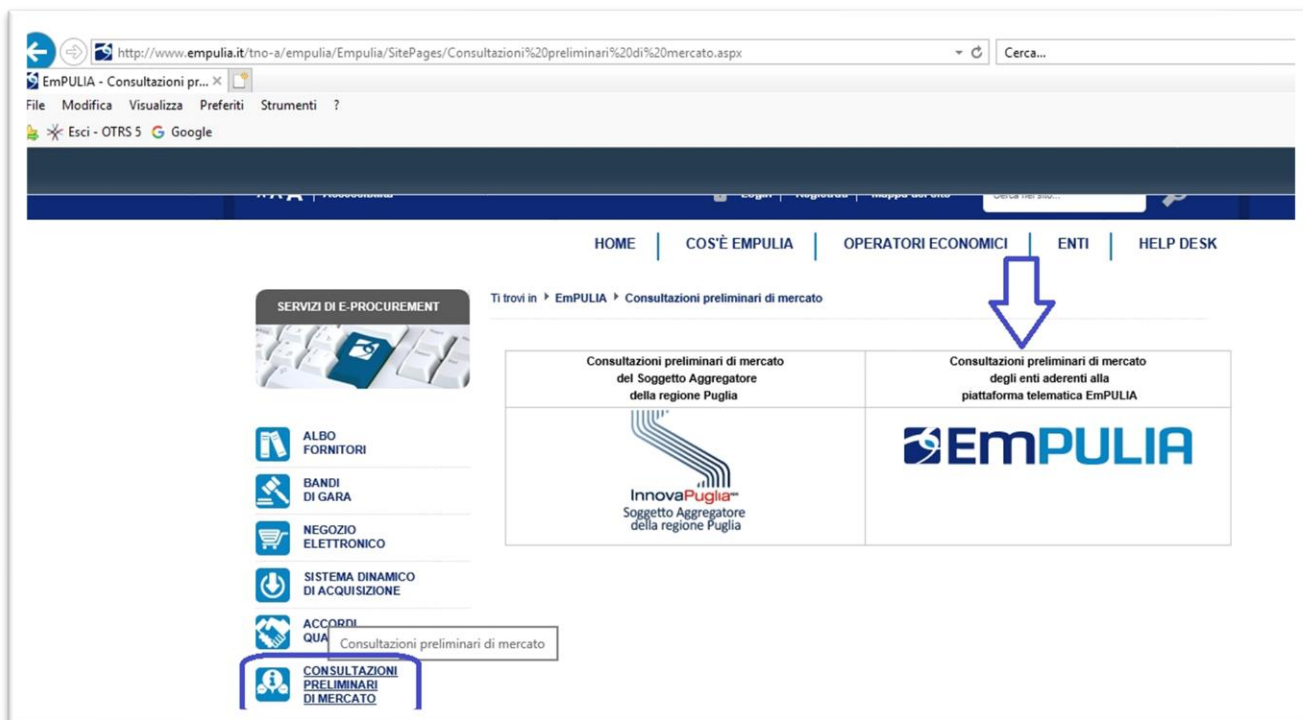 http://www.empulia.it/tno-a/empulia/Empulia/SitePages/Consultazioni%20preliminari%20di%20mercato.aspx
Cerca...
EmPULIA - Consultazioni pr...
File Modifica Visualizza Preferiti Strumenti ?
Esci - OTRS 5 Google
HOME COS'È EMPULIA OPERATORI ECONOMICI ENTI HELP DESK
SERVIZI DI E-PROCUREMENT
Ti trovi in EmPULIA Consultazioni preliminari di mercato
Consultazioni preliminari di mercato
del Soggetto Aggregatore
della regione Puglia
Consultazioni preliminari di mercato
degli enti aderenti alla
piattaforma telematica EmPULIA
InnovaPuglia
Soggetto Aggregatore
della regione Puglia
EmPULIA
ALBO
FORNITORI
BANDI
DI GARA
NEGOZIO
ELETTRONICO
SISTEMA DINAMICO
DI ACQUISIZIONE
ACCORDI
QUA
Consultazioni preliminari di mercato
CONSULTAZIONI
PRELIMINARI
DI MERCATO